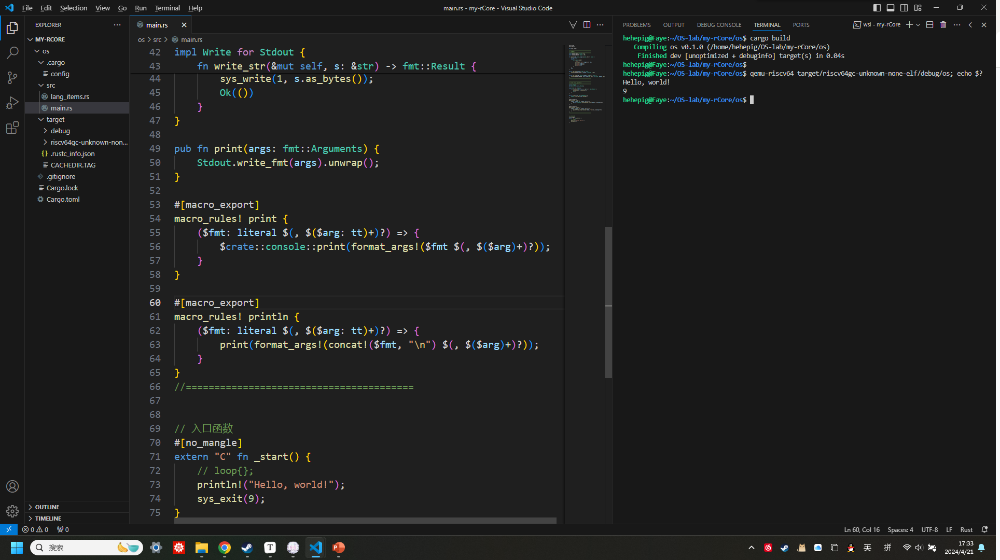 File Edit Selection View Go Run Terminal Help
main.rs - my-rCore - Visual Studio Code
EXPLORER
MY-RCORE
os
.cargo
config
src
lang_items.rs
main.rs
target
debug
riscv64gc-unknown-non...
.rustc_info.json
CACHEDIR.TAG
.gitignore
Cargo.lock
Cargo.toml
OUTLINE
TIMELINE
main.rs
os > src > main.rs
42 impl Write for Stdout {
43     fn write_str(&mut self, s: &str) -> fmt::Result {
44         sys_write(1, s.as_bytes());
45         Ok(())
46     }
47 }
48
49 pub fn print(args: fmt::Arguments) {
50     Stdout.write_fmt(args).unwrap();
51 }
52
53 #[macro_export]
54 macro_rules! print {
55     ($fmt: literal $(, $($arg: tt)+)?) => {
56         $crate::console::print(format_args!($fmt $(, $($arg)+)?));
57     }
58 }
59
60 #[macro_export]
61 macro_rules! println {
62     ($fmt: literal $(, $($arg: tt)+)?) => {
63         print(format_args!(concat!($fmt, "\n") $(, $($arg)+)?));
64     }
65 }
66 //========================================
67
68
69 // 入口函数
70 #[no_mangle]
71 extern "C" fn _start() {
72     // loop{};
73     println!("Hello, world!");
74     sys_exit(9);
75 }
PROBLEMS OUTPUT DEBUG CONSOLE TERMINAL PORTS
wsl - my-rCore
hehepig@Faye:~/OS-lab/my-rCore/os$ cargo build
   Compiling os v0.1.0 (/home/hehepig/OS-lab/my-rCore/os)
    Finished dev [unoptimized + debuginfo] target(s) in 0.04s
hehepig@Faye:~/OS-lab/my-rCore/os$
hehepig@Faye:~/OS-lab/my-rCore/os$ qemu-riscv64 target/riscv64gc-unknown-none-elf/debug/os; echo $?
Hello, world!
9
hehepig@Faye:~/OS-lab/my-rCore/os$
0 0 0
Ln 60, Col 16 Spaces: 4 UTF-8 LF Rust
搜索
英 拼
17:33
2024/4/21